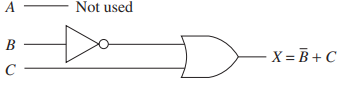 A Not used
B
X = B̅ + C
C